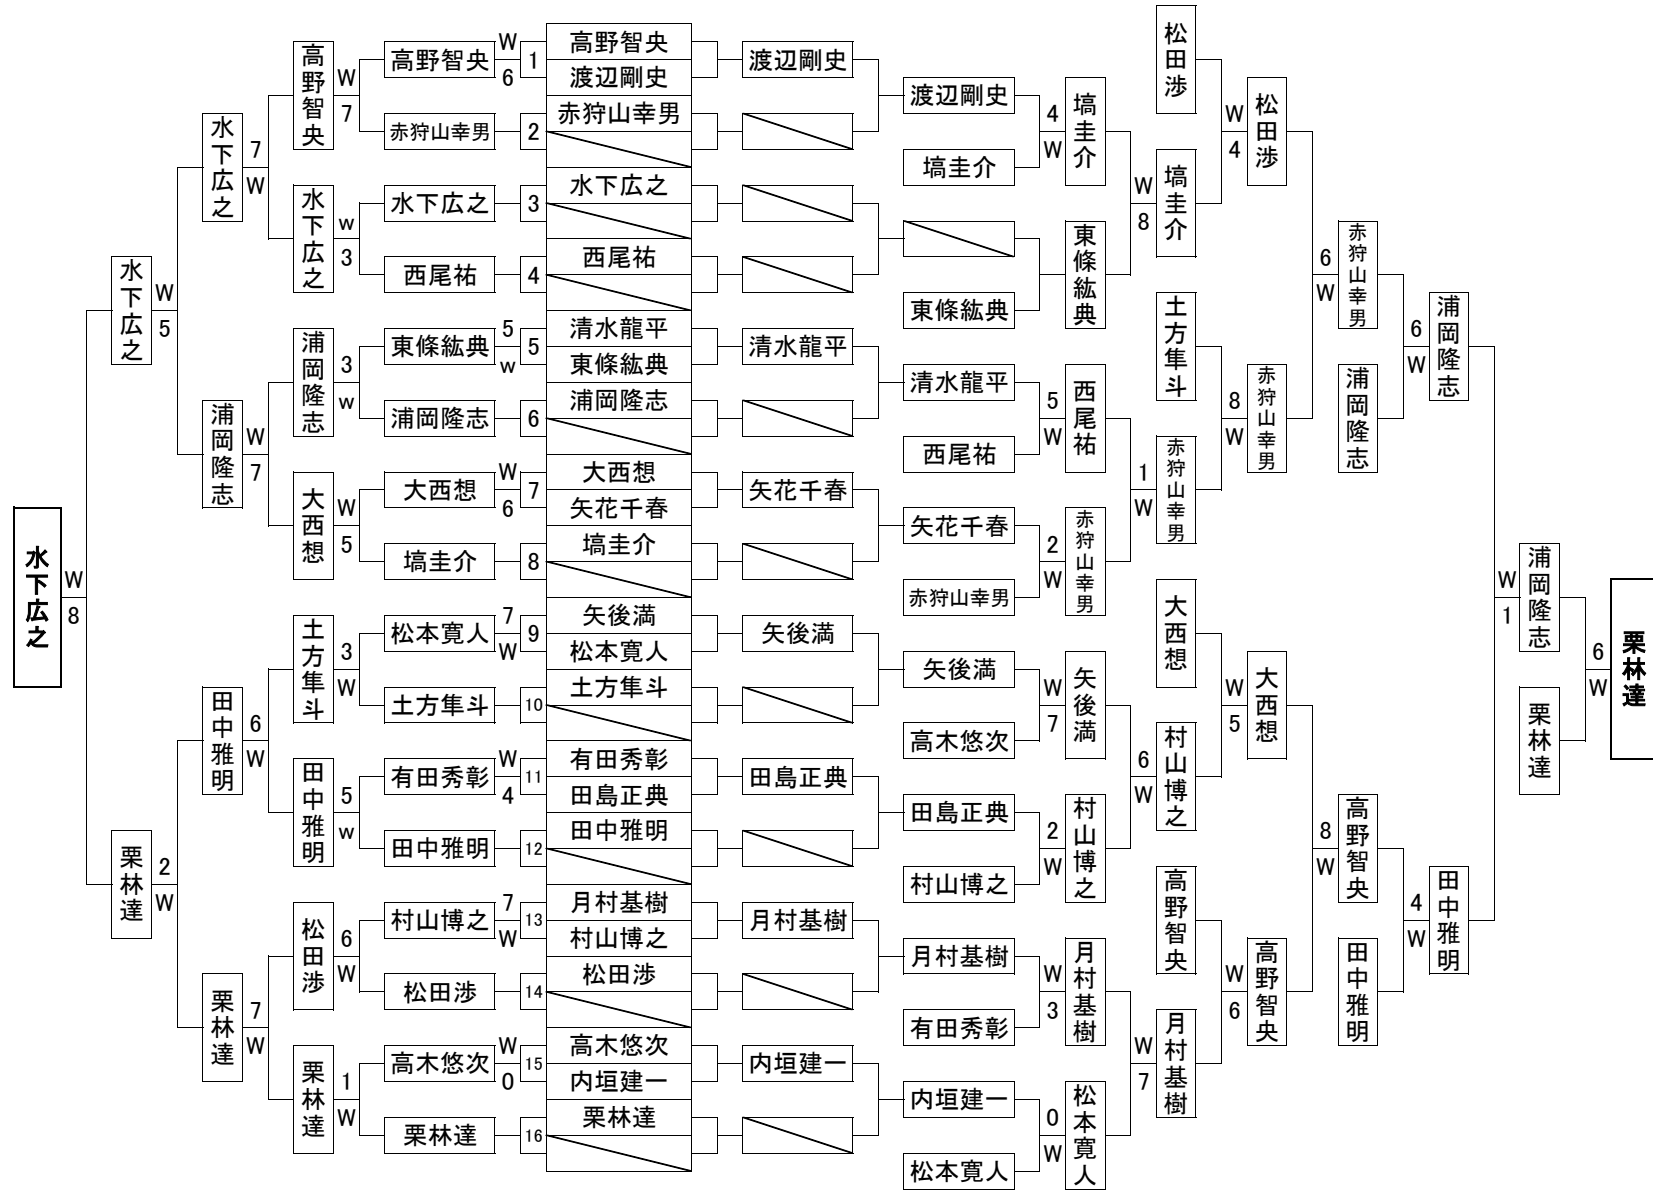 水下広之
W
8
水下広之
W
5
栗林達
2
W
水下広之
7
W
浦岡隆志
W
7
田中雅明
6
W
栗林達
7
W
高野智央
W
7
水下広之
w
3
浦岡隆志
3
w
大西想
W
5
土方隼斗
3
W
田中雅明
5
w
松田渉
6
W
栗林達
1
W
高野智央
W
6
赤狩山幸男
水下広之
西尾祐
東條紘典
5
w
浦岡隆志
大西想
W
6
塙圭介
松本寛人
7
W
土方隼斗
有田秀彰
W
4
田中雅明
村山博之
7
W
松田渉
高木悠次
W
0
栗林達
1
高野智央
渡辺剛史
2
赤狩山幸男
3
水下広之
4
西尾祐
5
清水龍平
東條紘典
6
浦岡隆志
7
大西想
矢花千春
8
塙圭介
9
矢後満
松本寛人
10
土方隼斗
11
有田秀彰
田島正典
12
田中雅明
13
月村基樹
村山博之
14
松田渉
15
高木悠次
内垣建一
16
栗林達
渡辺剛史
清水龍平
矢花千春
矢後満
田島正典
月村基樹
内垣建一
渡辺剛史
4
W
塙圭介
東條紘典
清水龍平
5
W
西尾祐
矢花千春
2
W
赤狩山幸男
矢後満
W
7
高木悠次
田島正典
2
W
村山博之
月村基樹
W
3
有田秀彰
内垣建一
0
W
松本寛人
塙圭介
W
8
東條紘典
西尾祐
1
W
赤狩山幸男
矢後満
6
W
村山博之
月村基樹
W
7
松本寛人
松田渉
W
4
塙圭介
土方隼斗
8
W
赤狩山幸男
大西想
W
5
村山博之
高野智央
W
6
月村基樹
松田渉
6
W
赤狩山幸男
大西想
8
W
高野智央
赤狩山幸男
6
W
浦岡隆志
高野智央
4
W
田中雅明
浦岡隆志
W
1
田中雅明
浦岡隆志
6
W
栗林達
栗林達